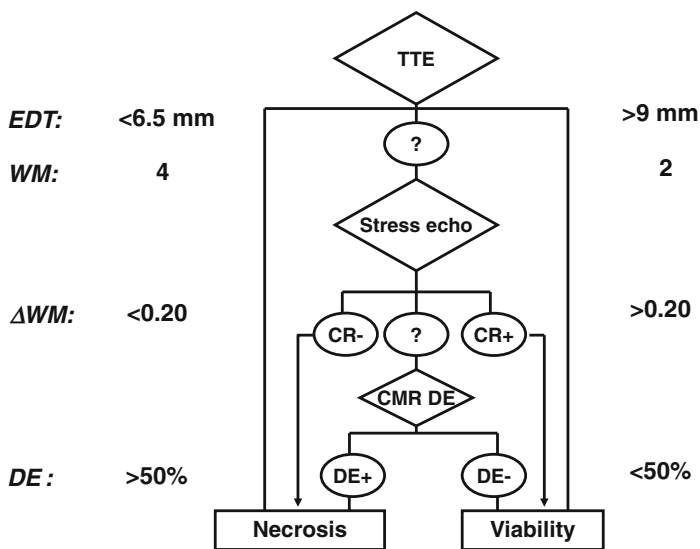 TTE
EDT: <6.5 mm >9 mm
?
WM: 4 2
Stress echo
ΔWM: <0.20 >0.20
CR- ? CR+
CMR DE
DE: >50% DE+ DE- <50%
Necrosis Viability